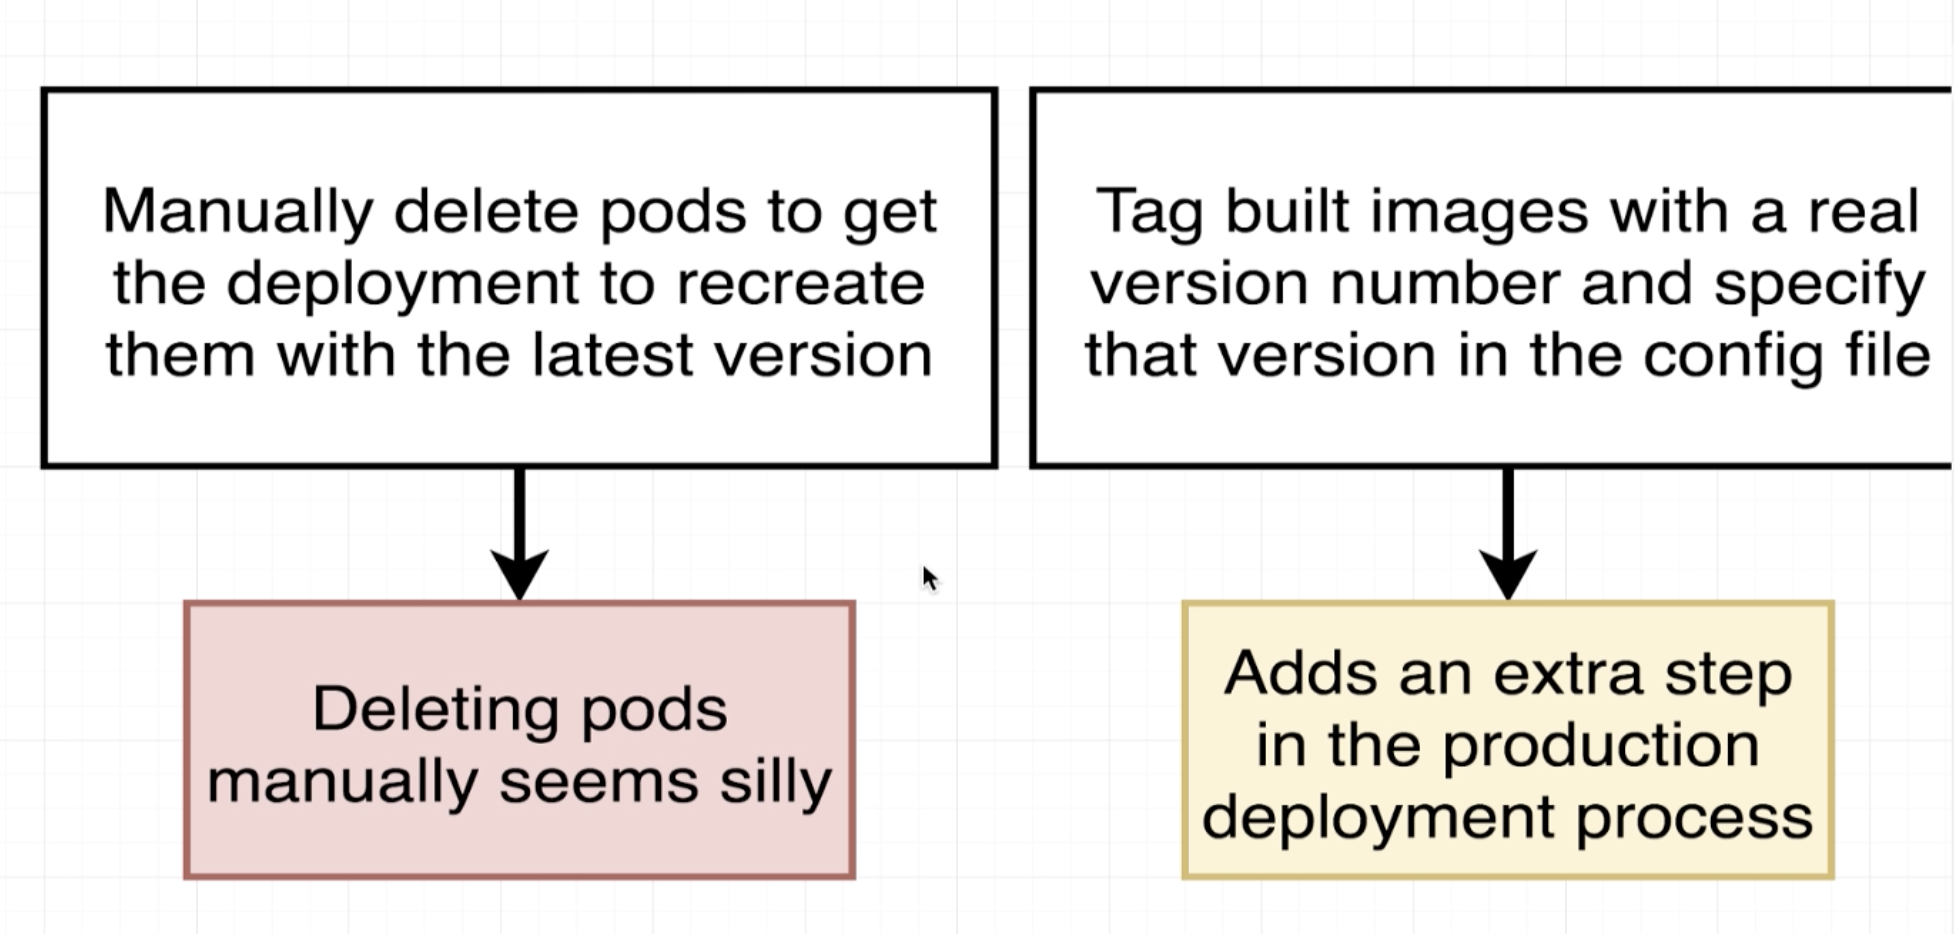 Manually delete pods to get
the deployment to recreate
them with the latest version
Tag built images with a real
version number and specify
that version in the config file
Deleting pods
manually seems silly
Adds an extra step
in the production
deployment process